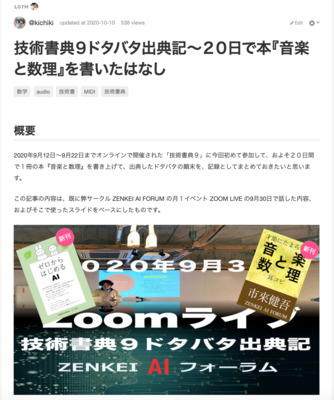 LGTM
@kichiki updated at 2020-10-10 538 views
技術書典9ドタバタ出典記〜20日で本『音楽
と数理』を書いたはなし
数学 audio 技術書 MIDI 技術書典
概要
2020年9月12日〜9月22日までオンラインで開催された「技術書典9」に今回初めて参加して、およそ20日間
で1冊の本『音楽と数理』を書き上げて、出典したドタバタの顛末を、記録としてまとめておきたいと思いま
す。
この記事の内容は、既に弊サークル ZENKEI AI FORUM の月1イベント ZOOM LIVE の9月30日で話した内容、
およびそこで使ったスライドをベースにしたものです。
新刊
ゼロから
はじめる
AI
2020年9月3
新刊
音楽
と
数理
耳コピ
市来健吾
ZENKEI AI FORUM
Zoomライブ
技術書典9ドタバタ出典記
ZENKEI AI フォーラム